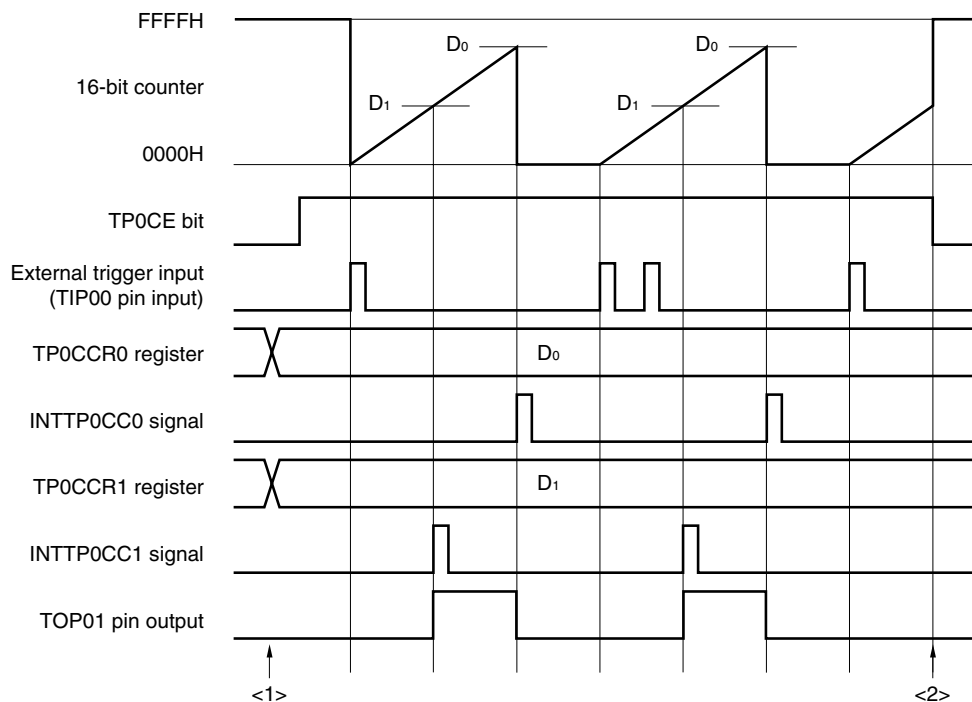 FFFFH
D₀
D₀
16-bit counter
D₁
D₁
0000H
TP0CE bit
External trigger input
(TIP00 pin input)
TP0CCR0 register
D₀
INTTP0CC0 signal
TP0CCR1 register
D₁
INTTP0CC1 signal
TOP01 pin output
<1>
<2>